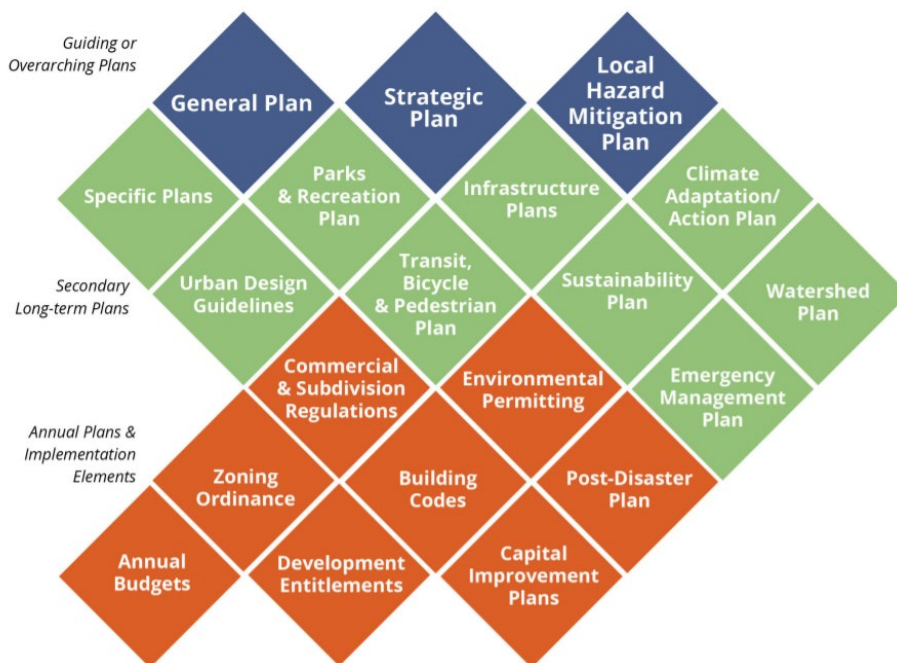 Guiding or
Overarching Plans
General Plan
Strategic
Plan
Local
Hazard
Mitigation
Plan
Specific Plans
Parks
& Recreation
Plan
Infrastructure
Plans
Climate
Adaptation/
Action Plan
Secondary
Long-term Plans
Urban Design
Guidelines
Transit,
Bicycle
& Pedestrian
Plan
Sustainability
Plan
Watershed
Plan
Commercial
& Subdivision
Regulations
Environmental
Permitting
Emergency
Management
Plan
Annual Plans &
Implementation
Elements
Zoning
Ordinance
Building
Codes
Post-Disaster
Plan
Annual
Budgets
Development
Entitlements
Capital
Improvement
Plans